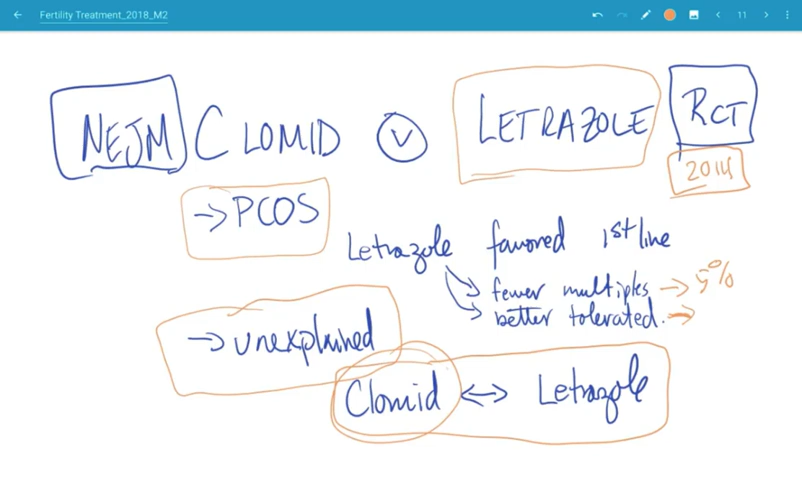 Fertility Treatment_2018_M2
11
NEJM CLOMID V LETRAZOLE RCT
2014
→ PCOS
Letrazole favored 1st line
→ fewer multiples → 5%
→ better tolerated. →
→ unexplained
Clomid ↔ Letrazole